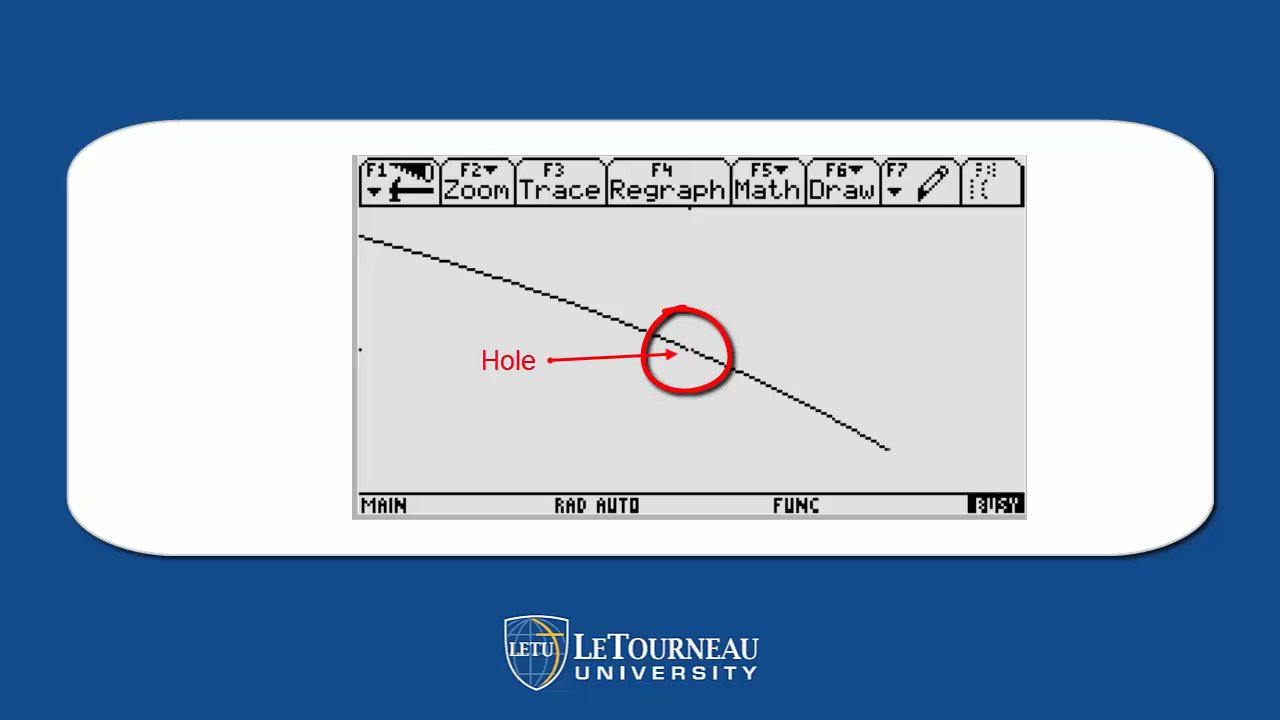 F1 F2 F3 F4 F5 F6 F7
Zoom Trace Regraph Math Draw
Hole
MAIN RAD AUTO FUNC BUSY
LETU LETOURNEAU
UNIVERSITY